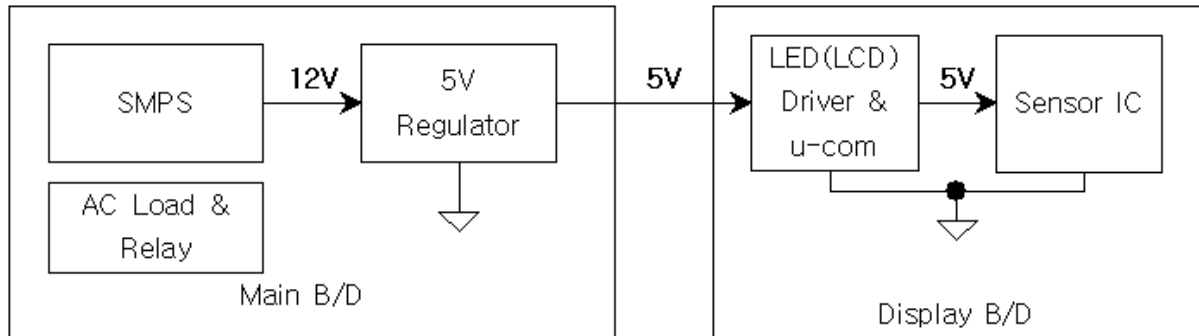 SMPS
12V
5V
Regulator
5V
LED(LCD)
Driver &
u-com
5V
Sensor IC
AC Load &
Relay
Main B/D
Display B/D